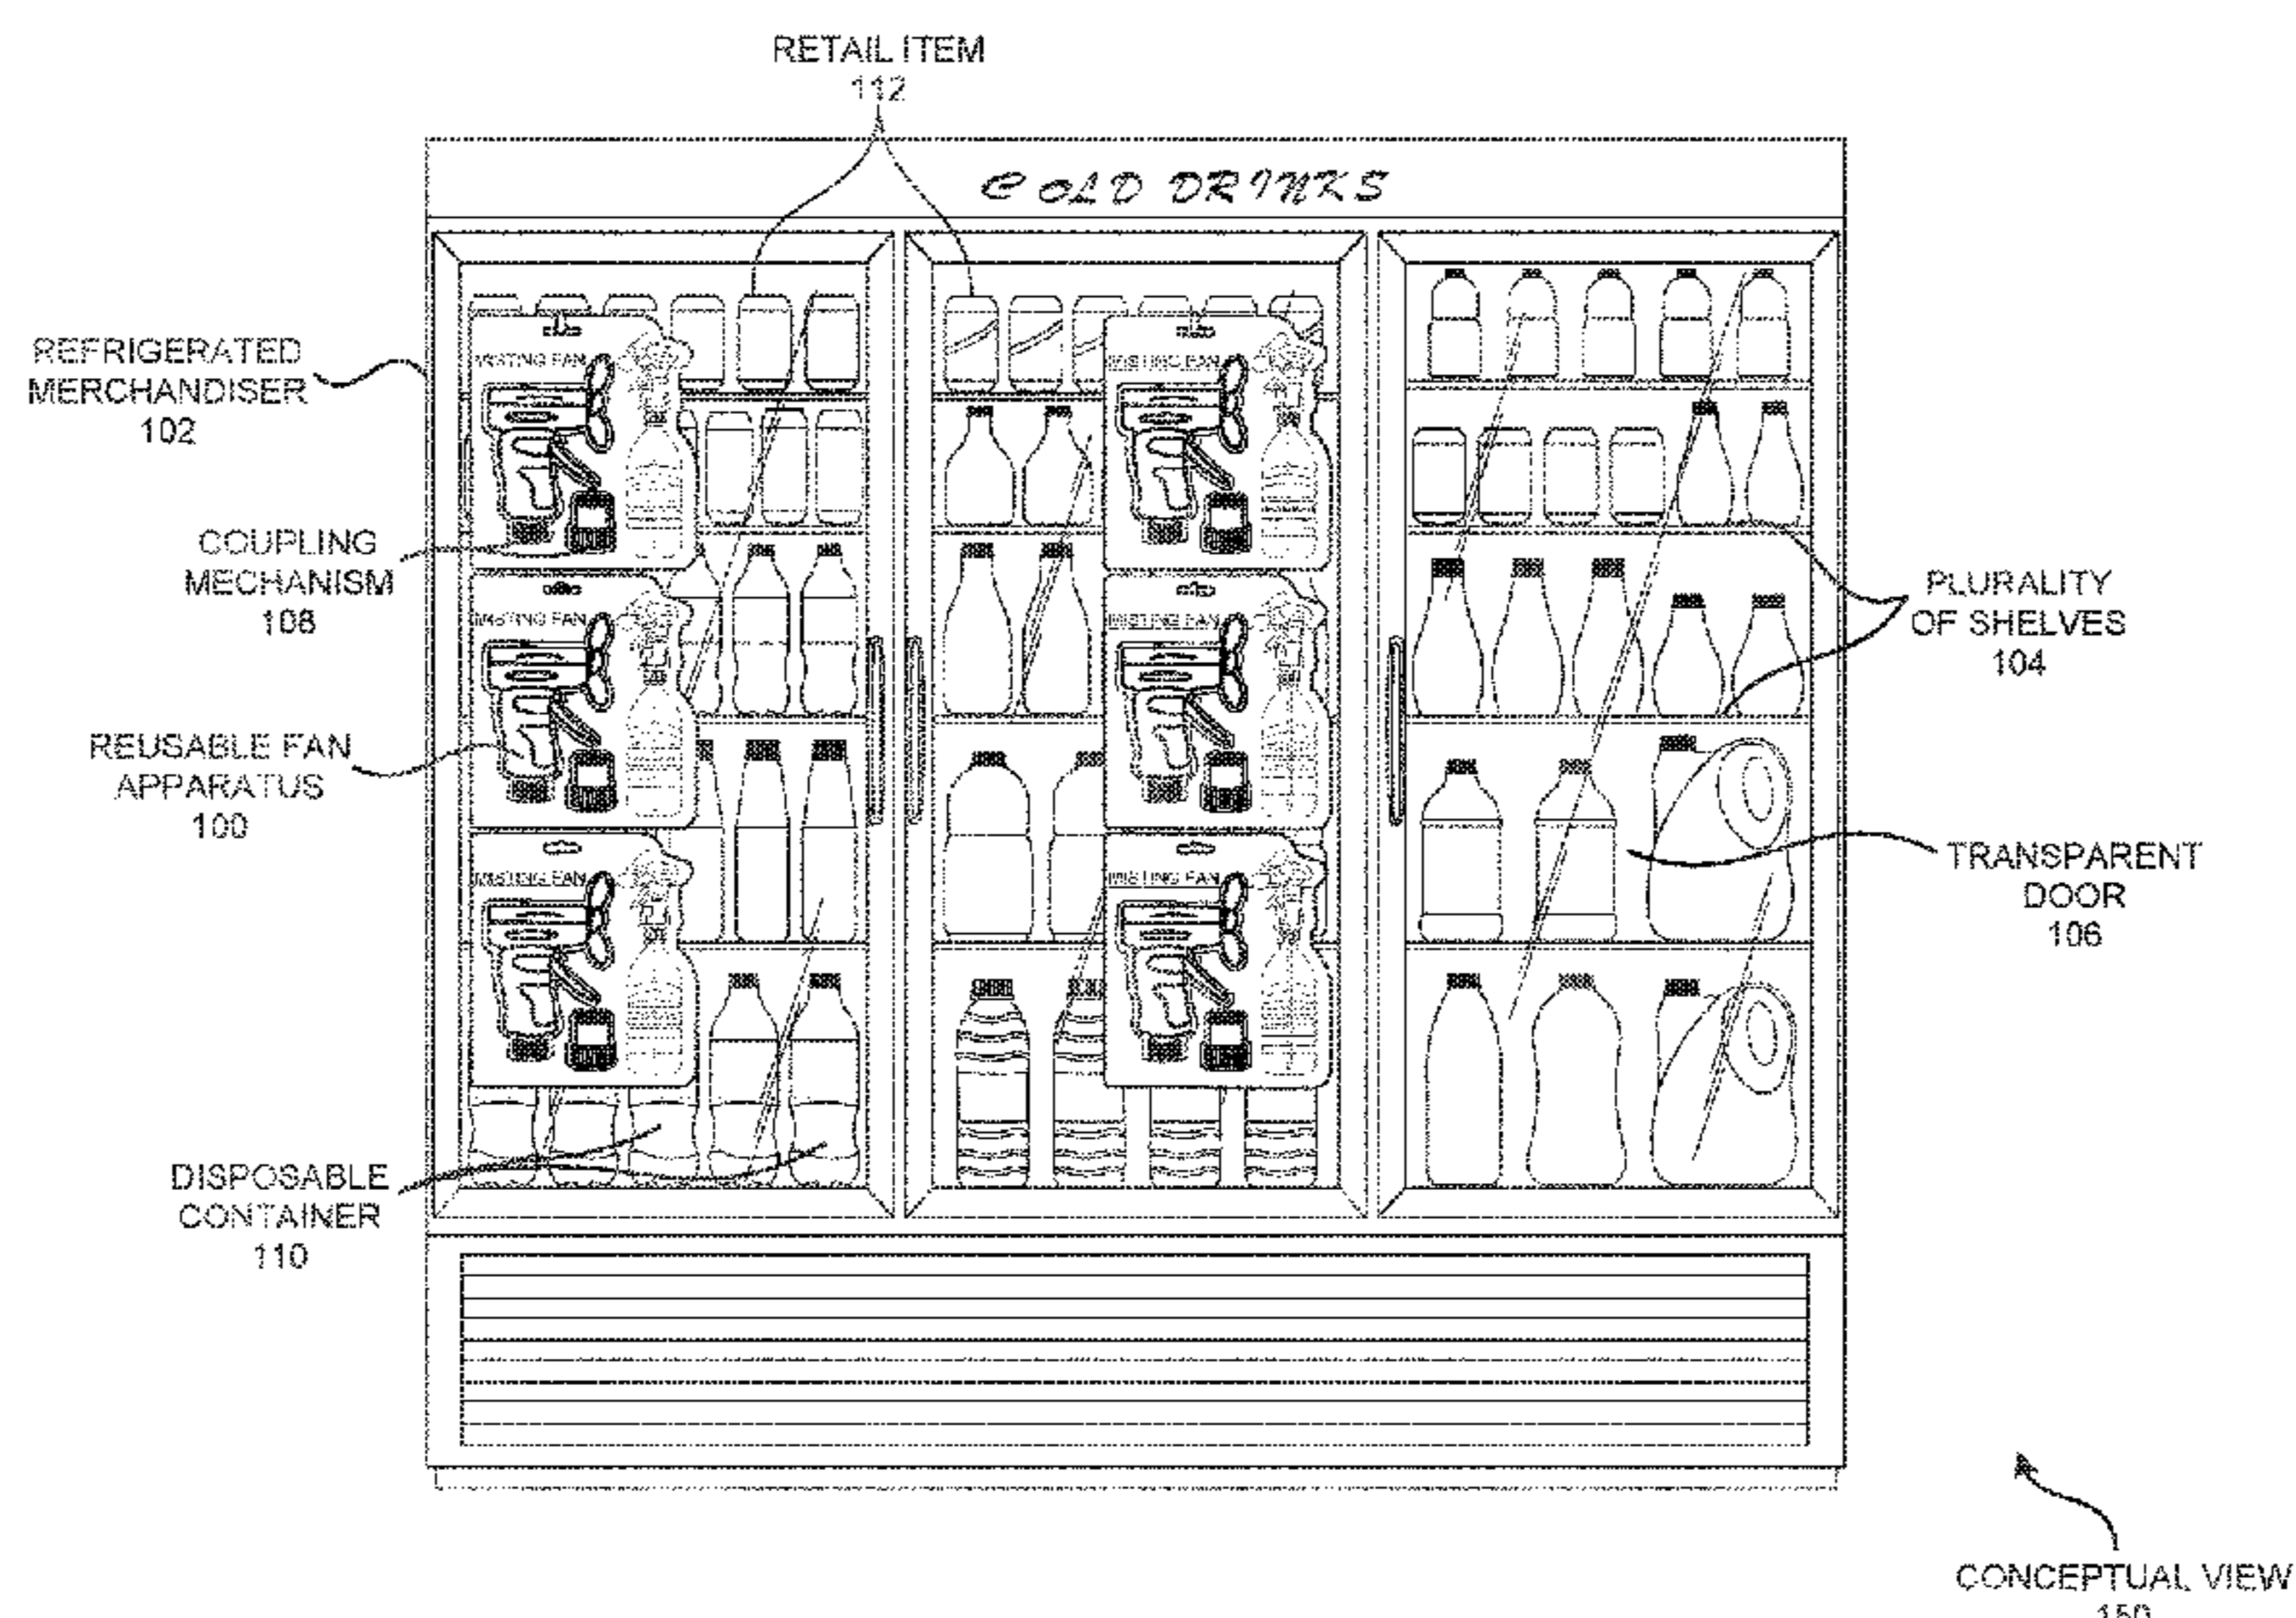 RETAIL ITEM
112
COLD DRINKS
REFRIGERATED
MERCHANDISER
102
MISTING FAN
MISTING FAN
COUPLING
MECHANISM
108
PLURALITY
OF SHELVES
104
MISTING FAN
MISTING FAN
REUSABLE FAN
APPARATUS
100
TRANSPARENT
DOOR
106
MISTING FAN
MISTING FAN
DISPOSABLE
CONTAINER
110
CONCEPTUAL VIEW
150